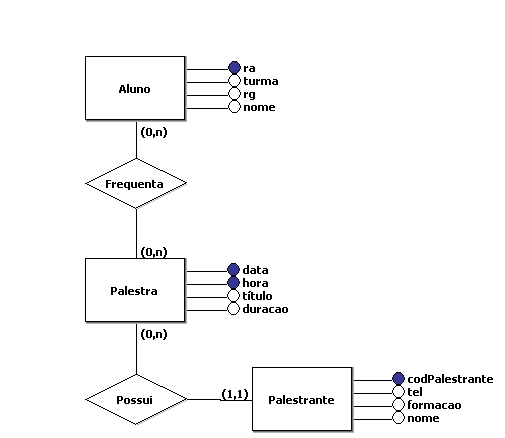 Aluno
ra
turma
rg
nome
(0,n)
Frequenta
(0,n)
Palestra
data
hora
título
duracao
(0,n)
Possui
(1,1)
Palestrante
codPalestrante
tel
formacao
nome